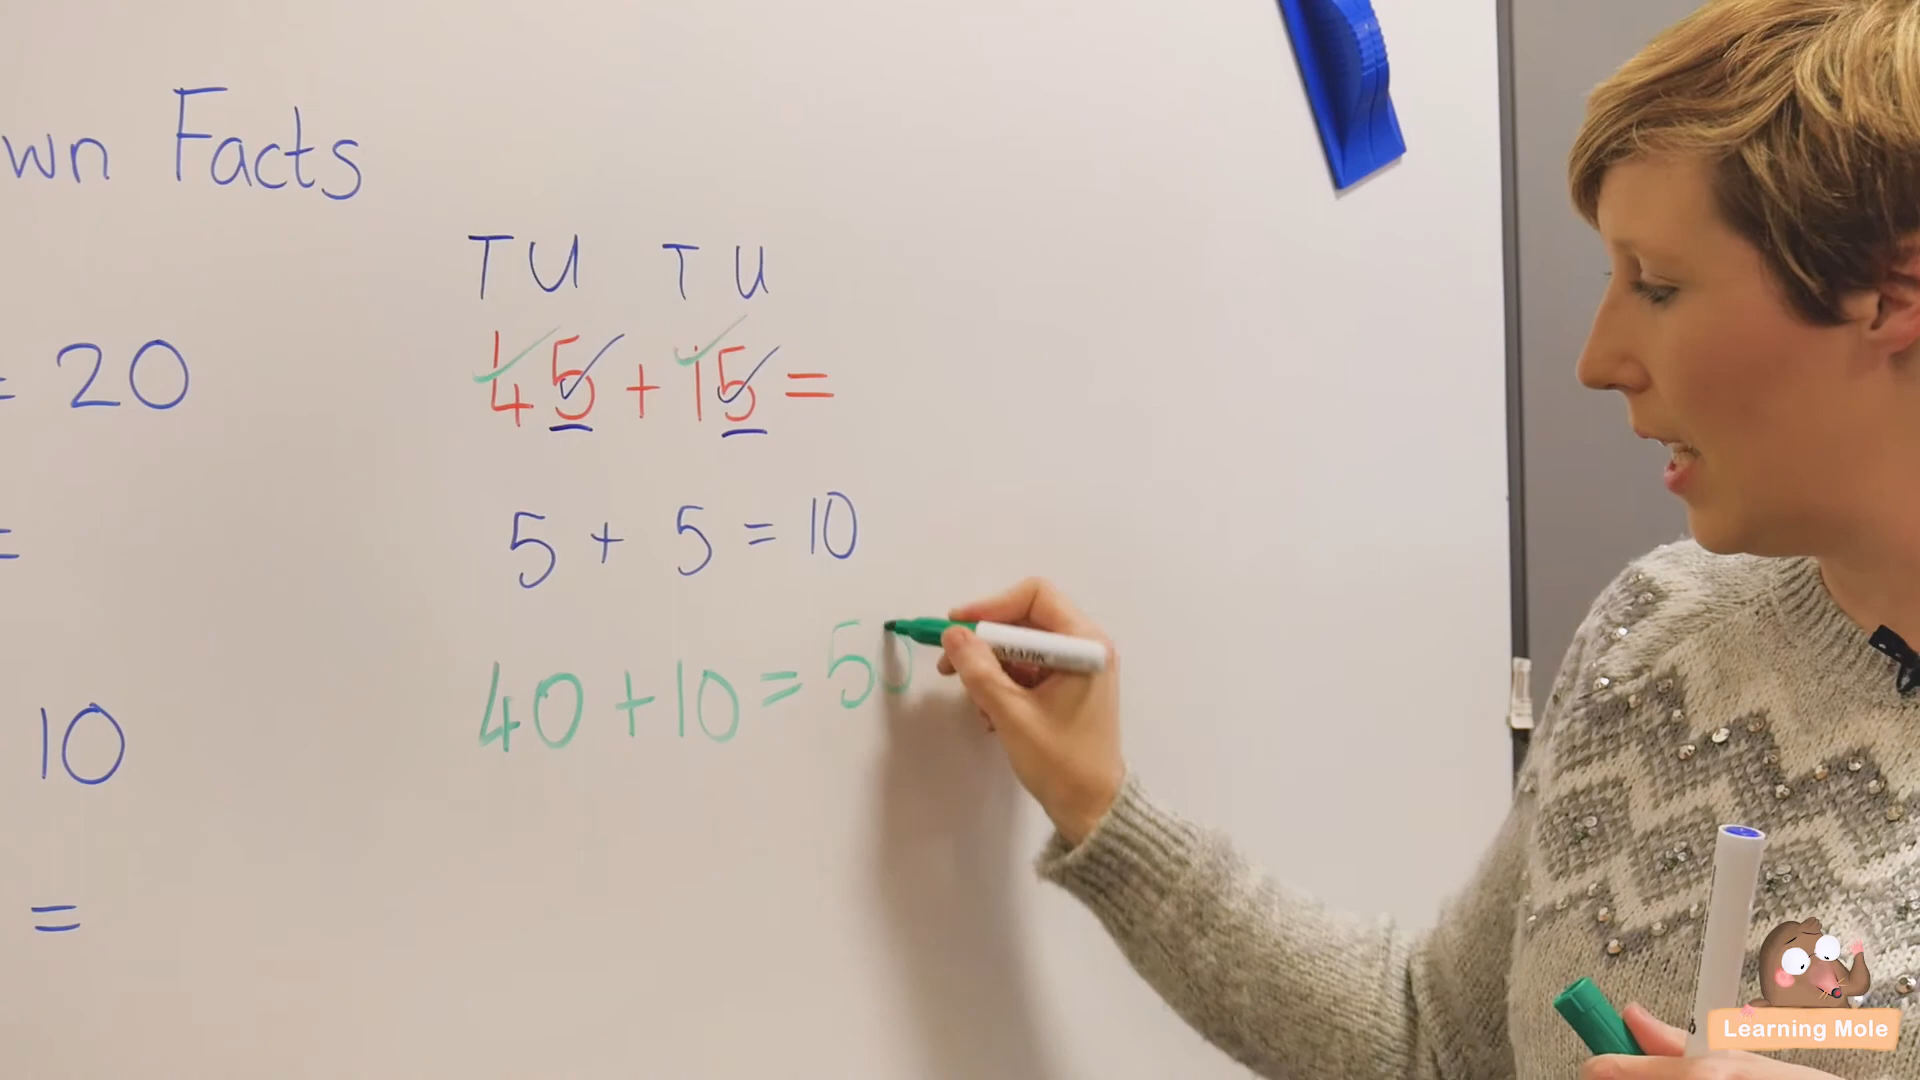 wn Facts
T U T U
= 20
45 + 15 =
=
5 + 5 = 10
40 + 10 = 50
10
=
Learning Mole